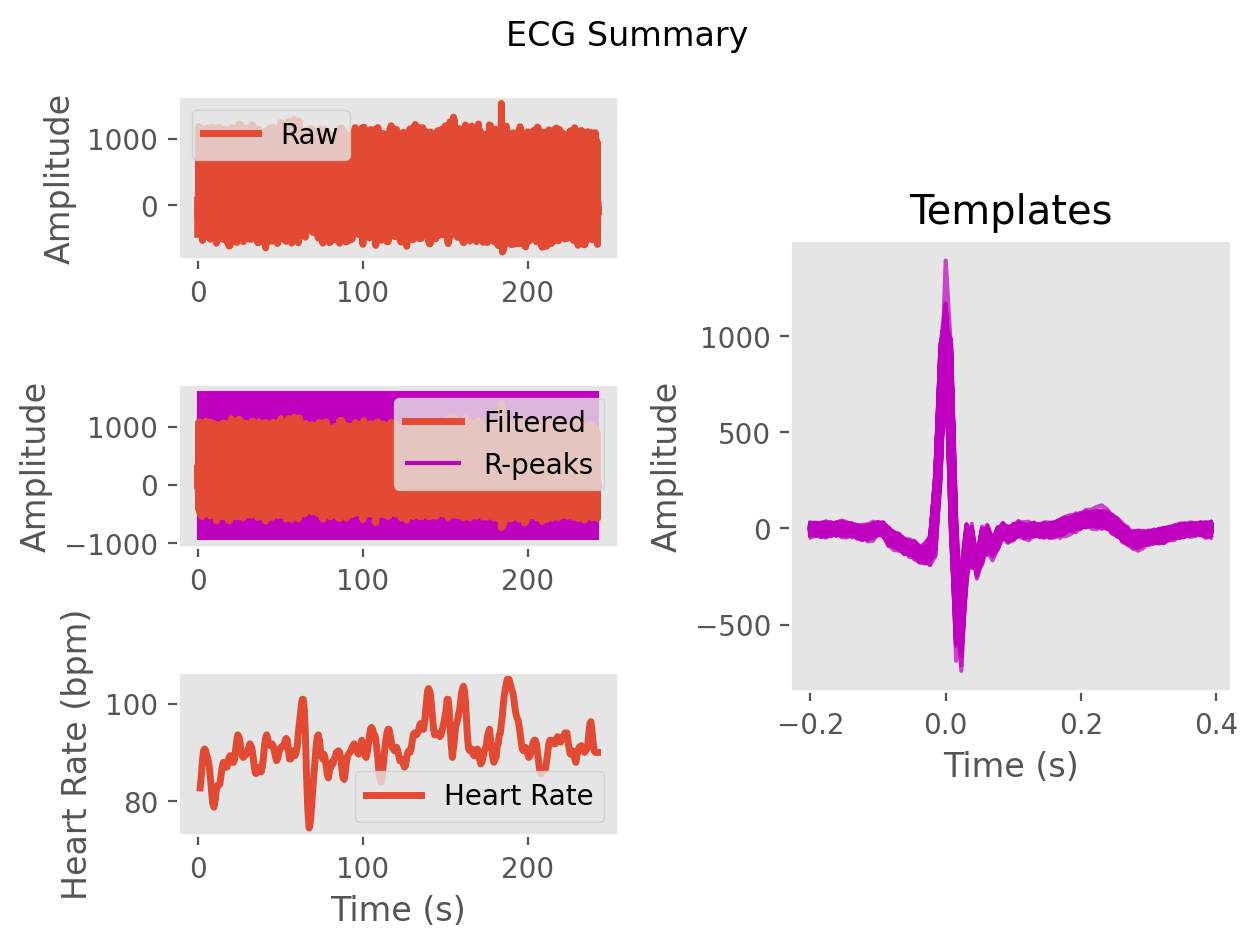 ECG Summary
Amplitude
1000
0
Raw
0 100 200
Amplitude
1000
0
−1000
Filtered
R-peaks
0 100 200
Heart Rate (bpm)
100
80
Heart Rate
0 100 200
Time (s)
Templates
Amplitude
1000
500
0
−500
−0.2 0.0 0.2 0.4
Time (s)